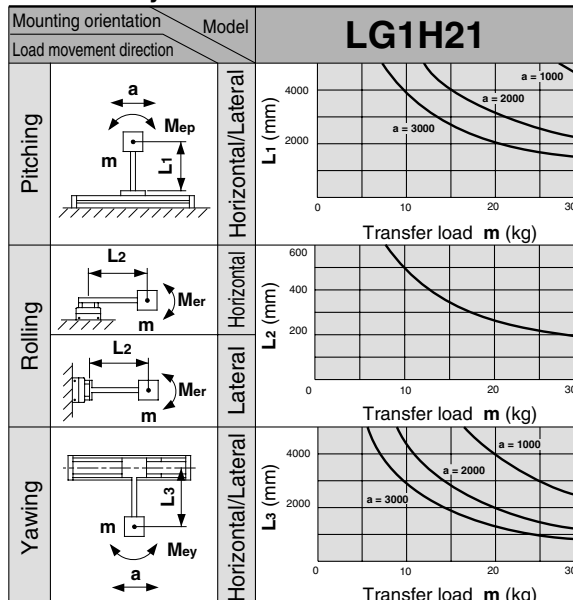 Mounting orientation
Model
Load movement direction
LG1H21
Pitching
a
Mep
m
L1
Horizontal/Lateral
L1 (mm)
4000
2000
a = 1000
a = 2000
a = 3000
0
10
20
30
Transfer load m (kg)
Rolling
L2
Mer
m
Horizontal
L2
Mer
m
Lateral
L2 (mm)
600
400
200
0
10
20
30
Transfer load m (kg)
Yawing
L3
m
Mey
a
Horizontal/Lateral
L3 (mm)
4000
2000
a = 1000
a = 2000
a = 3000
0
10
20
30
Transfer load m (kg)